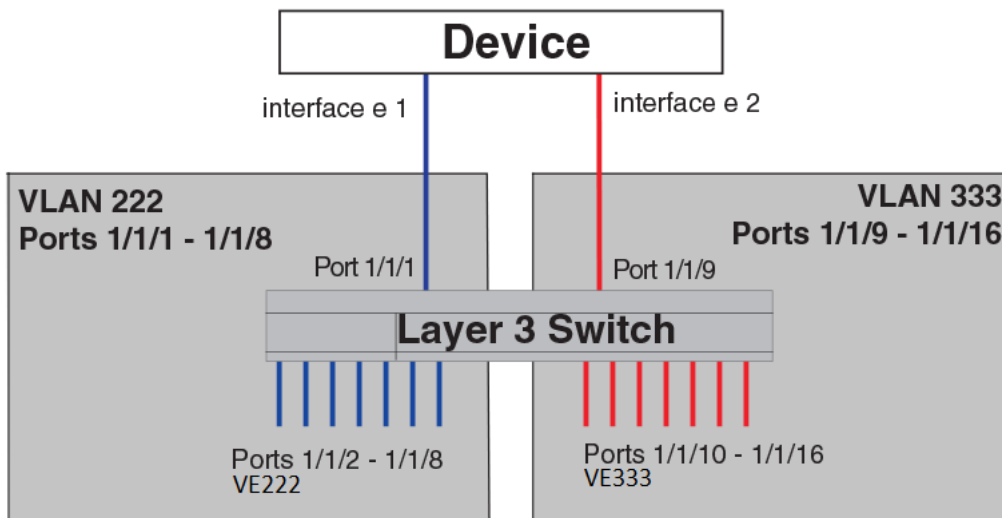 Device
interface e 1
interface e 2
VLAN 222
Ports 1/1/1 - 1/1/8
VLAN 333
Ports 1/1/9 - 1/1/16
Port 1/1/1
Port 1/1/9
Layer 3 Switch
Ports 1/1/2 - 1/1/8
VE222
Ports 1/1/10 - 1/1/16
VE333